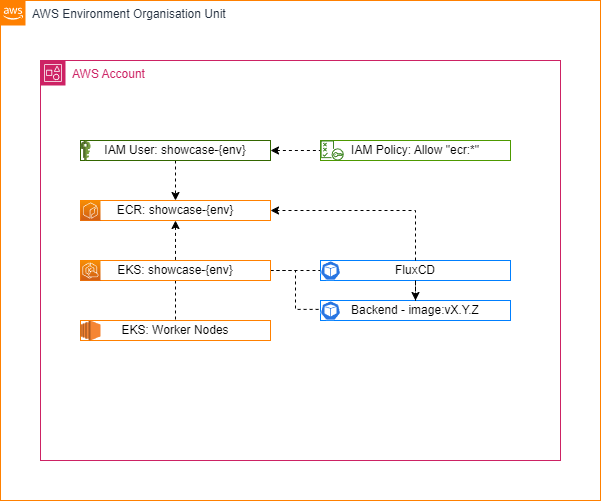 aws
AWS Environment Organisation Unit
AWS Account
IAM User: showcase-{env}
IAM Policy: Allow "ecr:*"
ECR: showcase-{env}
EKS: showcase-{env}
FluxCD
Backend - image:vX.Y.Z
EKS: Worker Nodes